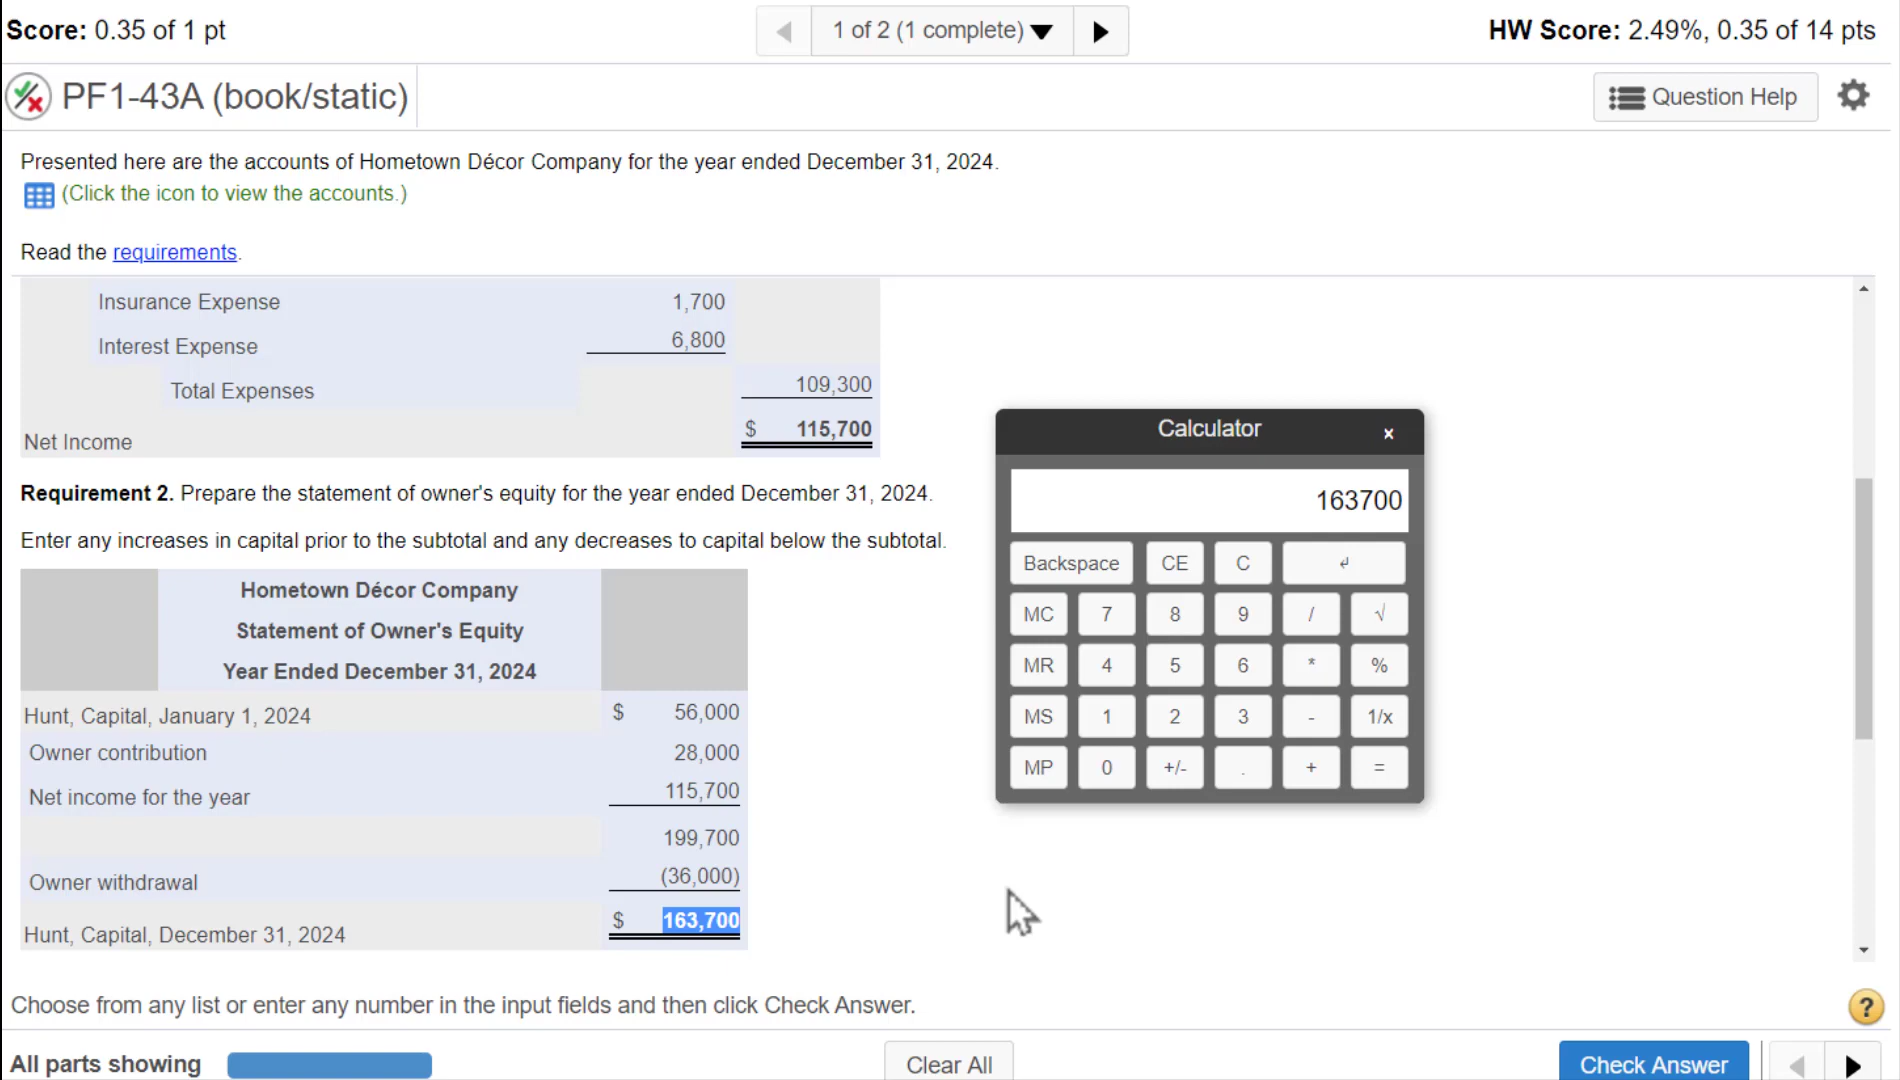 Score: 0.35 of 1 pt
1 of 2 (1 complete)
HW Score: 2.49%, 0.35 of 14 pts
PF1-43A (book/static)
Question Help
Presented here are the accounts of Hometown Décor Company for the year ended December 31, 2024.
(Click the icon to view the accounts.)
Read the requirements.
Insurance Expense 1,700
Interest Expense 6,800
Total Expenses 109,300
Net Income $ 115,700
Requirement 2. Prepare the statement of owner's equity for the year ended December 31, 2024.
Enter any increases in capital prior to the subtotal and any decreases to capital below the subtotal.
Hometown Décor Company
Statement of Owner's Equity
Year Ended December 31, 2024
Hunt, Capital, January 1, 2024 $ 56,000
Owner contribution 28,000
Net income for the year 115,700
199,700
Owner withdrawal (36,000)
Hunt, Capital, December 31, 2024 $ 163,700
Calculator x
163700
Backspace CE C ↲
MC 7 8 9 / √
MR 4 5 6 * %
MS 1 2 3 - 1/x
MP 0 +/- . + =
Choose from any list or enter any number in the input fields and then click Check Answer.
?
All parts showing
Clear All
Check Answer